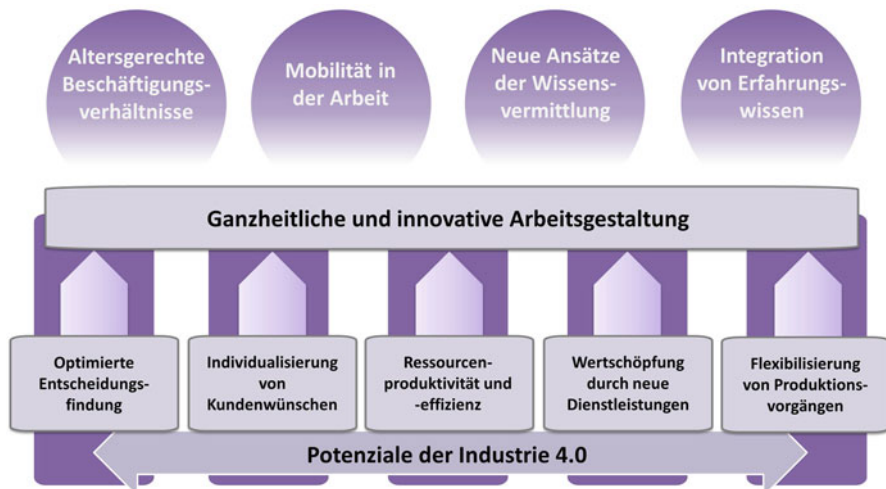 Altersgerechte
Beschäftigungs-
verhältnisse
Mobilität in
der Arbeit
Neue Ansätze
der Wissens-
vermittlung
Integration
von Erfahrungs-
wissen
Ganzheitliche und innovative Arbeitsgestaltung
Optimierte
Entscheidungs-
findung
Individualisierung
von
Kundenwünschen
Ressourcen-
produktivität und
-effizienz
Wertschöpfung
durch neue
Dienstleistungen
Flexibilisierung
von Produktions-
vorgängen
Potenziale der Industrie 4.0